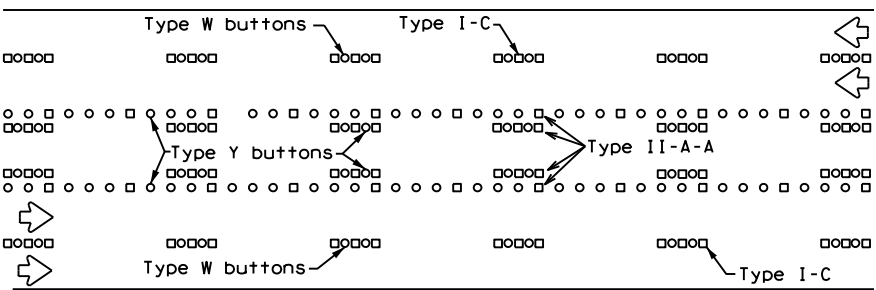 Type W buttons
Type I-C
Type Y buttons
Type II-A-A
Type W buttons
Type I-C